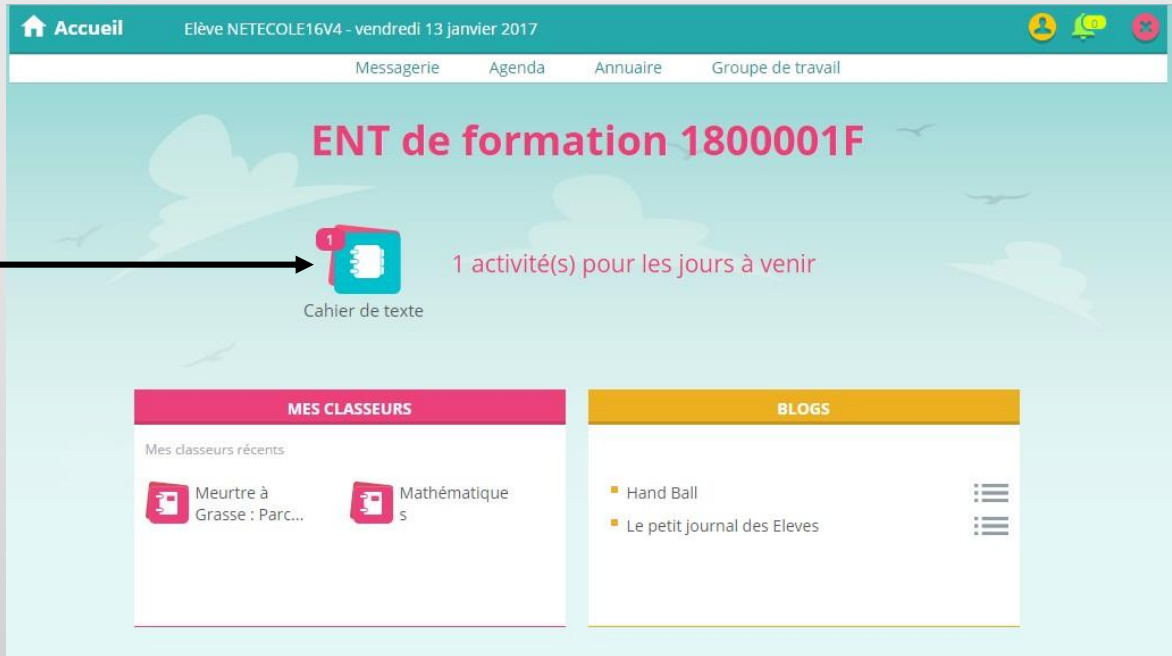 Accueil Elève NETECOLE16V4 - vendredi 13 janvier 2017 0
Messagerie Agenda Annuaire Groupe de travail
ENT de formation 1800001F
1
1 activité(s) pour les jours à venir
Cahier de texte
MES CLASSEURS
Mes classeurs récents
Meurtre à
Grasse : Parc...
Mathématique
s
BLOGS
Hand Ball
Le petit journal des Eleves